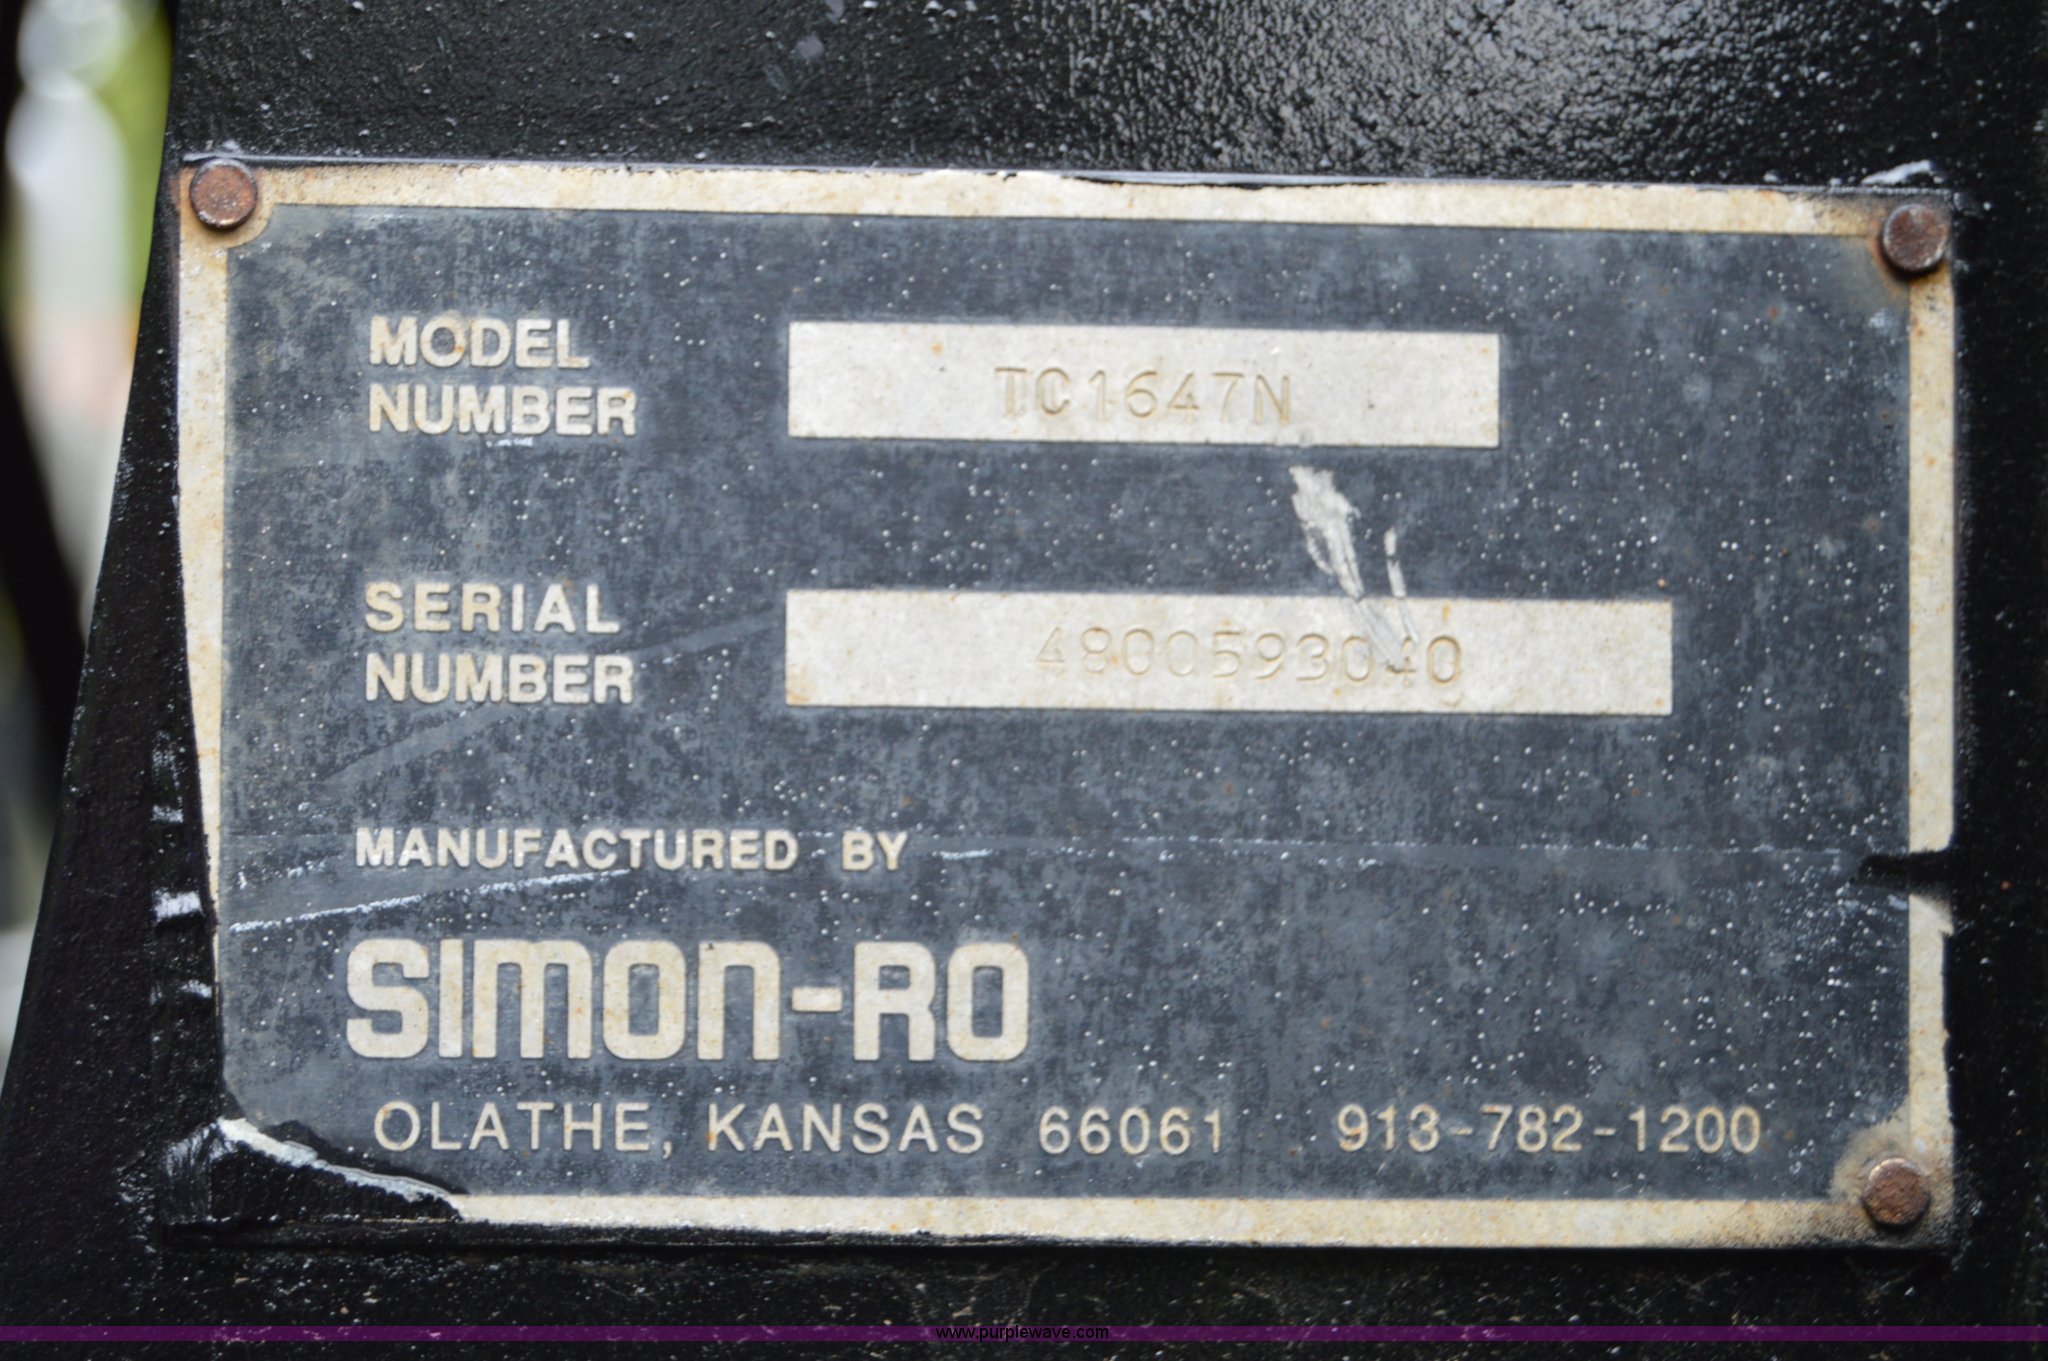 MODEL
NUMBER
TC1647N
SERIAL
NUMBER
4800593040
MANUFACTURED BY
SIMON-RO
OLATHE, KANSAS 66061 913-782-1200
www.purplewave.com